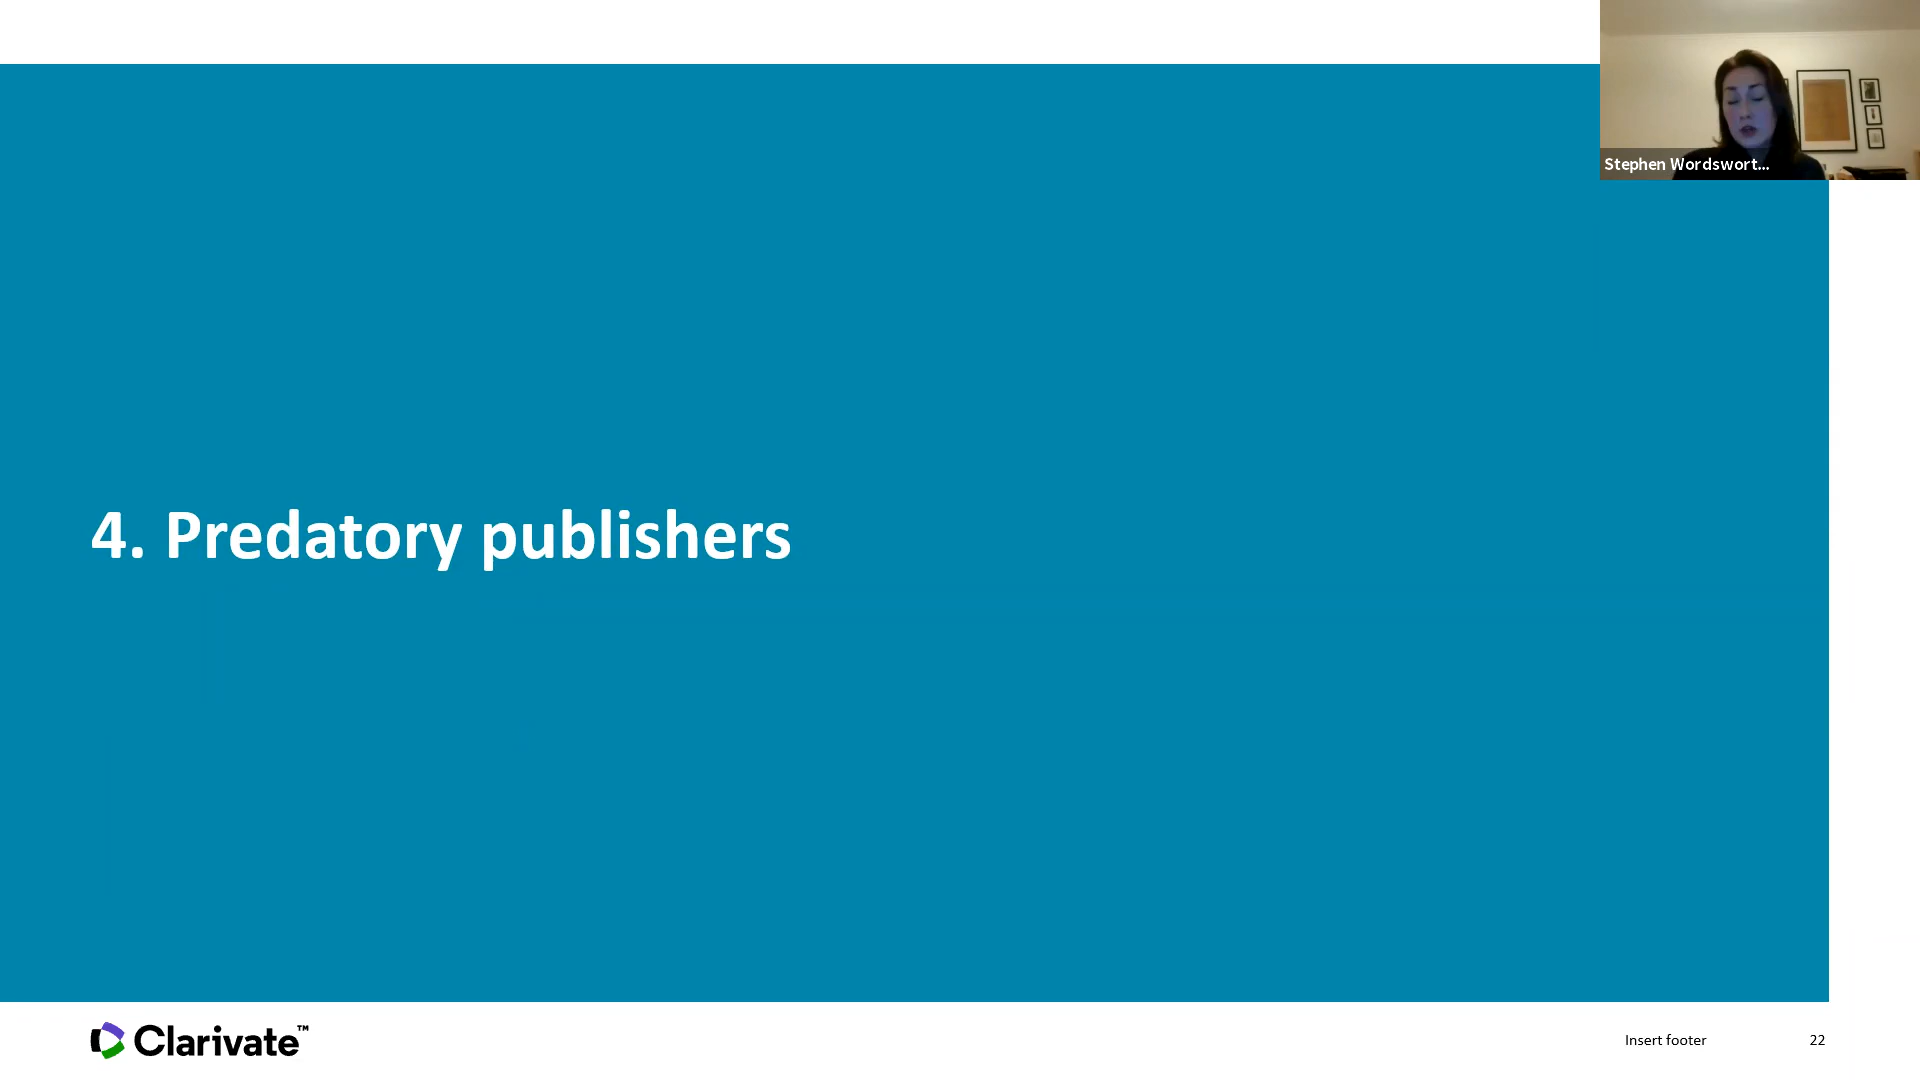 Stephen Wordswort...
4. Predatory publishers
Clarivate™
Insert footer
22